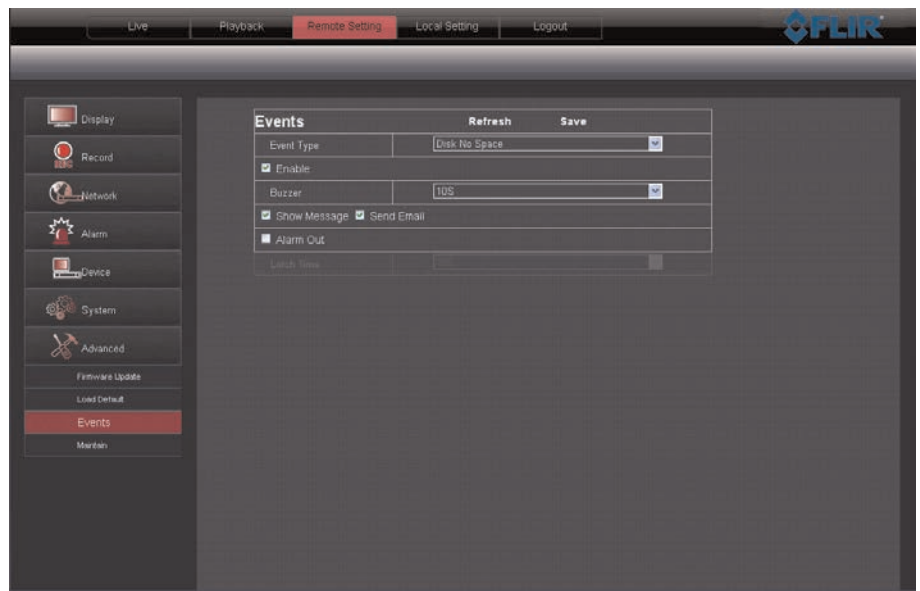 Live Playback Remote Setting Local Setting Logout
FLIR
Display
Record
Network
Alarm
Device
System
Advanced
Firmware Update
Load Default
Events
Maintain
Events Refresh Save
Event Type Disk No Space
Enable
Buzzer 10S
Show Message Send Email
Alarm Out
Latch Time